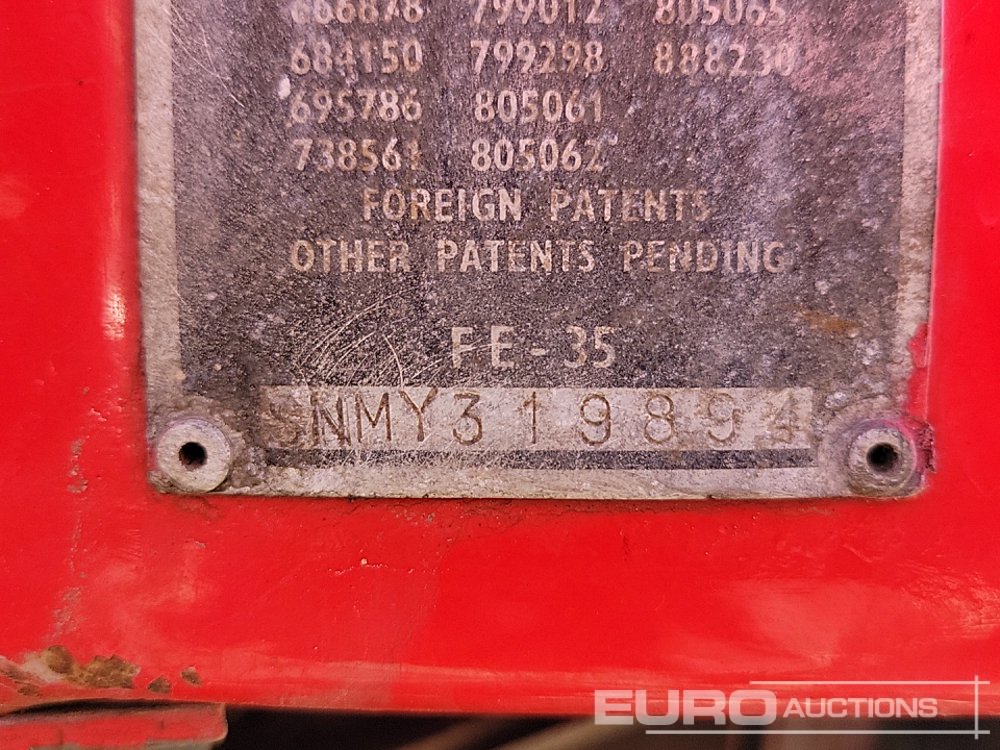 666878 799012 805065
684150 799298 888230
695786 805061
738561 805062
FOREIGN PATENTS
OTHER PATENTS PENDING
FE-35
SNMY319894
EURO AUCTIONS